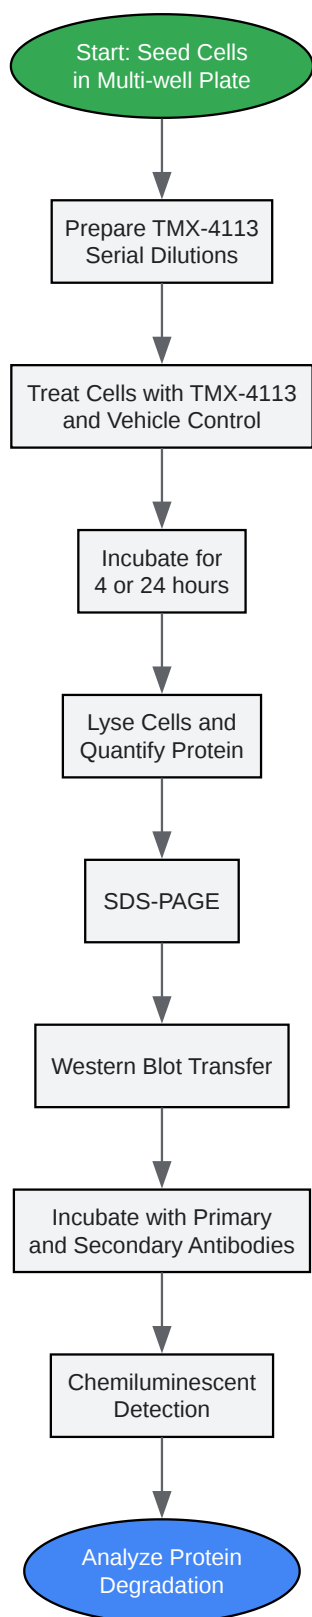 Start: Seed Cells
in Multi-well Plate
Prepare TMX-4113
Serial Dilutions
Treat Cells with TMX-4113
and Vehicle Control
Incubate for
4 or 24 hours
Lyse Cells and
Quantify Protein
SDS-PAGE
Western Blot Transfer
Incubate with Primary
and Secondary Antibodies
Chemiluminescent
Detection
Analyze Protein
Degradation